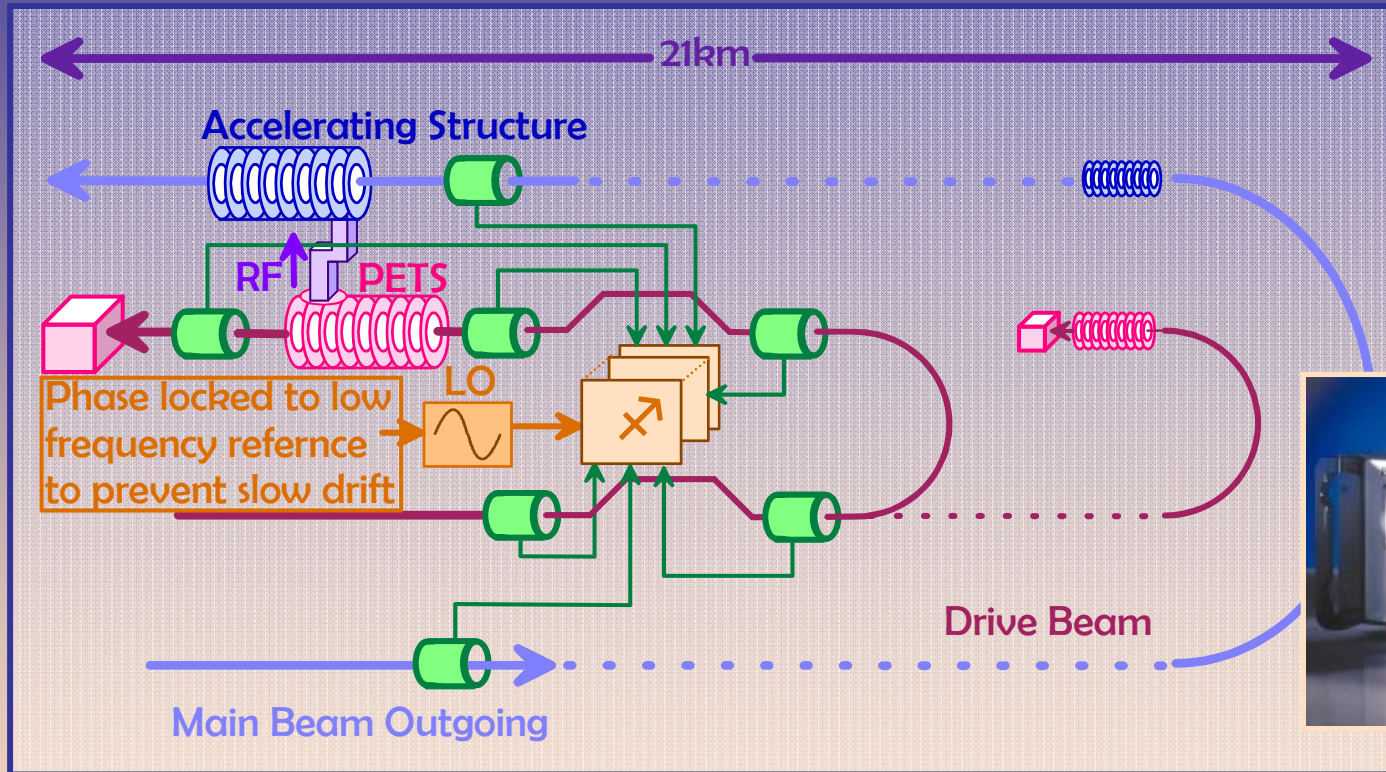 21km
Accelerating Structure
RF
PETS
LO
Phase locked to low
frequency refernce
to prevent slow drift
Drive Beam
Main Beam Outgoing